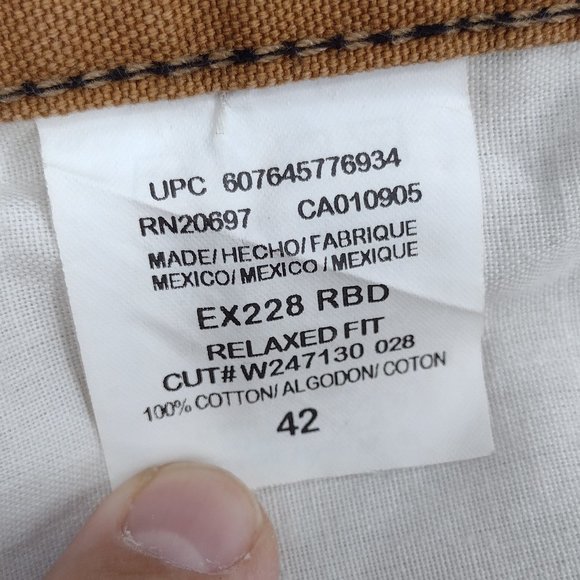 UPC 607645776934
RN20697 CA010905
MADE/HECHO/FABRIQUE
MEXICO/MEXICO/MEXIQUE
EX228 RBD
RELAXED FIT
CUT#W247130 028
100% COTTON/ALGODON/COTON
42